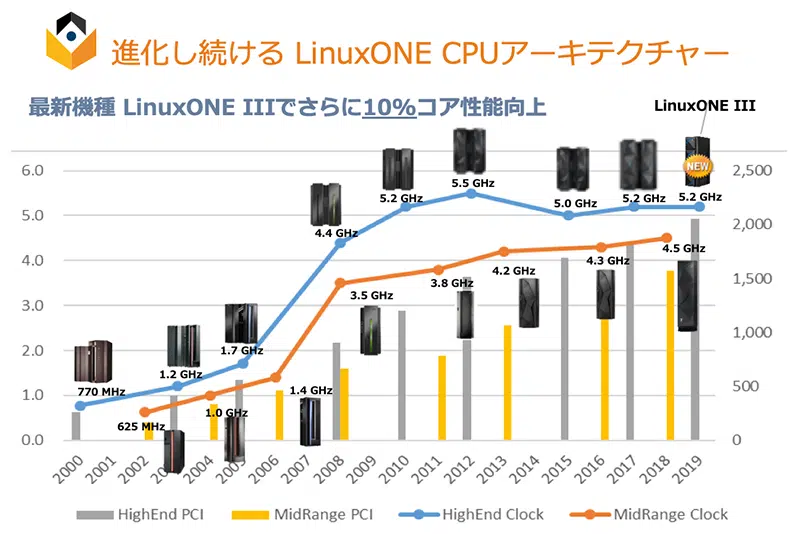 進化し続ける LinuxONE CPUアーキテクチャー
最新機種 LinuxONE IIIでさらに10%コア性能向上
LinuxONE III
NEW
6.0
5.0
4.0
3.0
2.0
1.0
0.0
2,500
2,000
1,500
1,000
500
0
770 MHz
1.2 GHz
1.7 GHz
4.4 GHz
5.2 GHz
5.5 GHz
5.0 GHz
5.2 GHz
5.2 GHz
625 MHz
1.0 GHz
1.4 GHz
3.5 GHz
3.8 GHz
4.2 GHz
4.3 GHz
4.5 GHz
2000
2001
2002
2004
2005
2006
2007
2008
2009
2010
2011
2012
2013
2014
2015
2016
2017
2018
2019
HighEnd PCI
MidRange PCI
HighEnd Clock
MidRange Clock